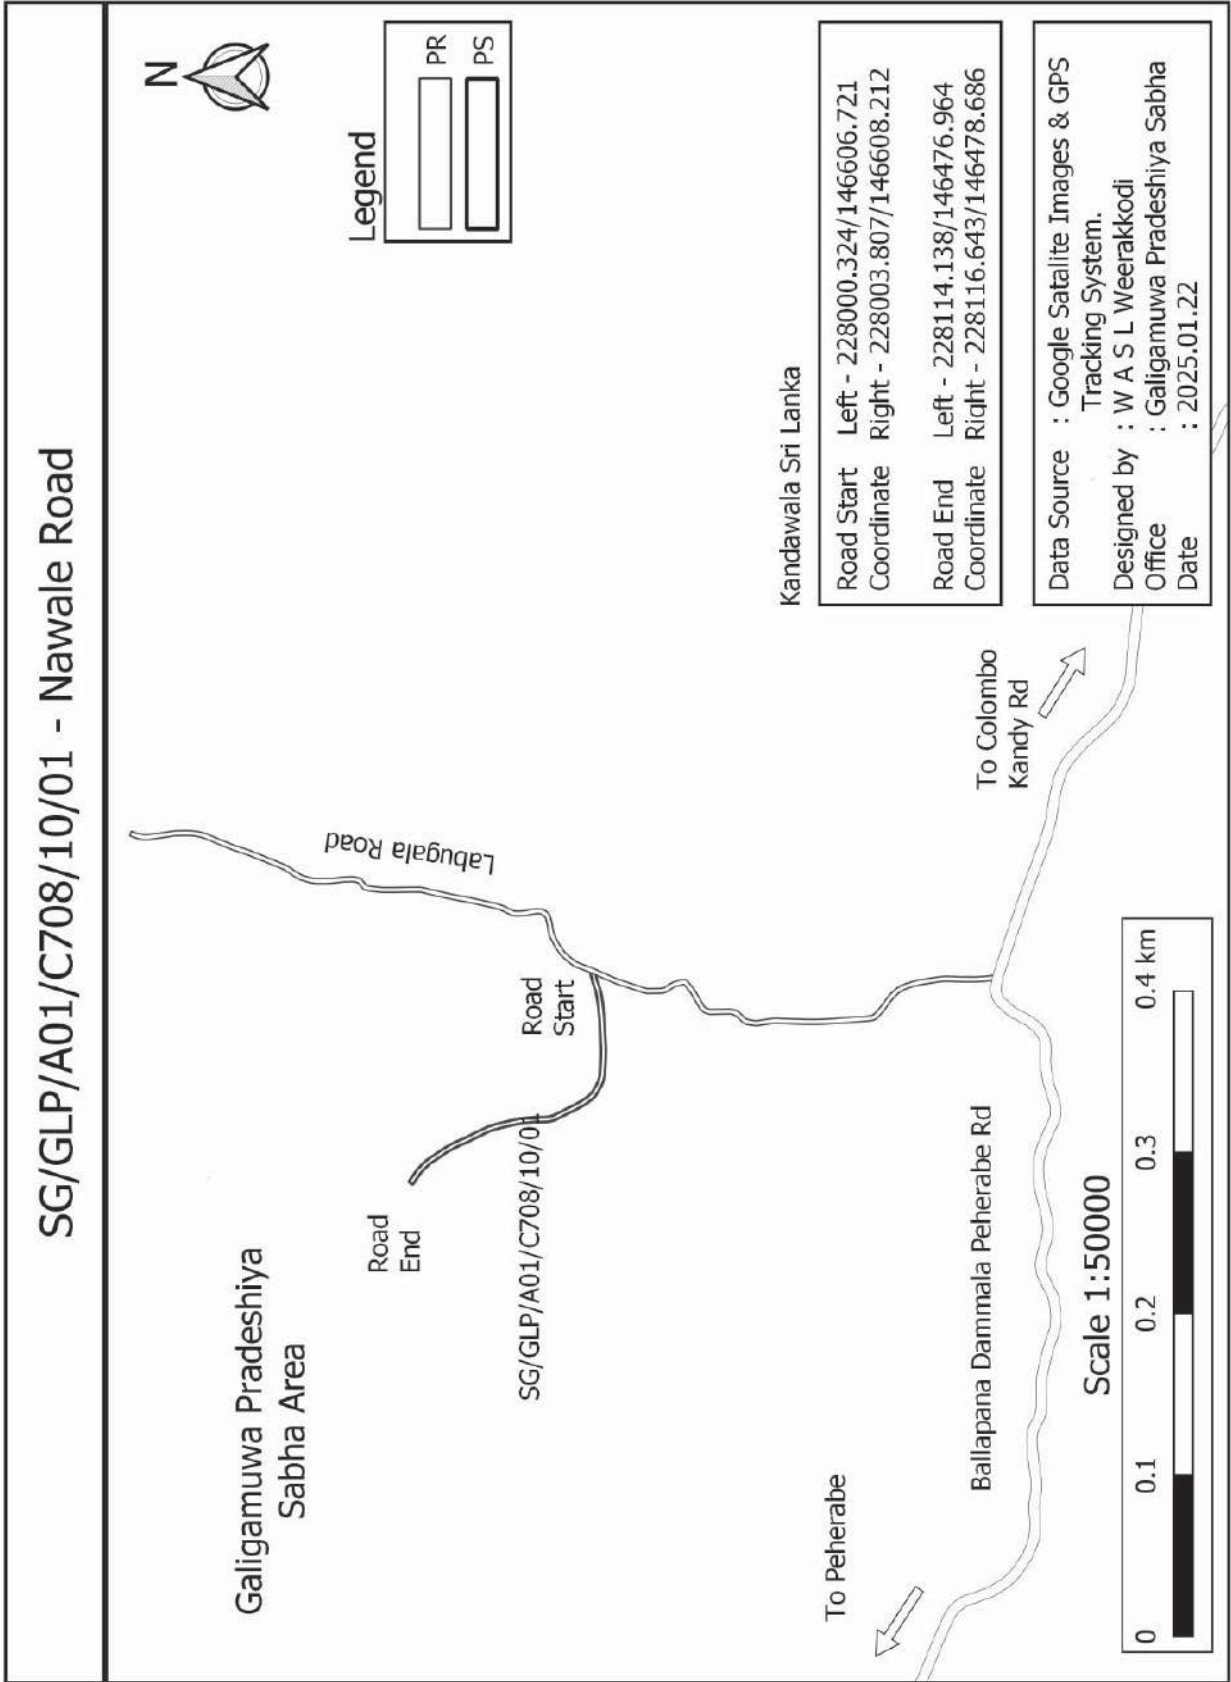 SG/GLP/A01/C708/10/01 - Nawale Road
N
Legend
PR
PS
Galigamuwa Pradeshiya
Sabha Area
Labugala Road
Road
Start
Road
End
SG/GLP/A01/C708/10/01
Kandawala Sri Lanka
Road Start Left - 228000.324/146606.721
Coordinate Right - 228003.807/146608.212
Road End Left - 228114.138/146476.964
Coordinate Right - 228116.643/146478.686
To Peherabe
Ballapana Dammala Peherabe Rd
To Colombo
Kandy Rd
Data Source : Google Satalite Images & GPS
Tracking System.
Designed by : W A S L Weerakkodi
Office : Galigamuwa Pradeshiya Sabha
Date : 2025.01.22
Scale 1:50000
0 0.1 0.2 0.3 0.4 km